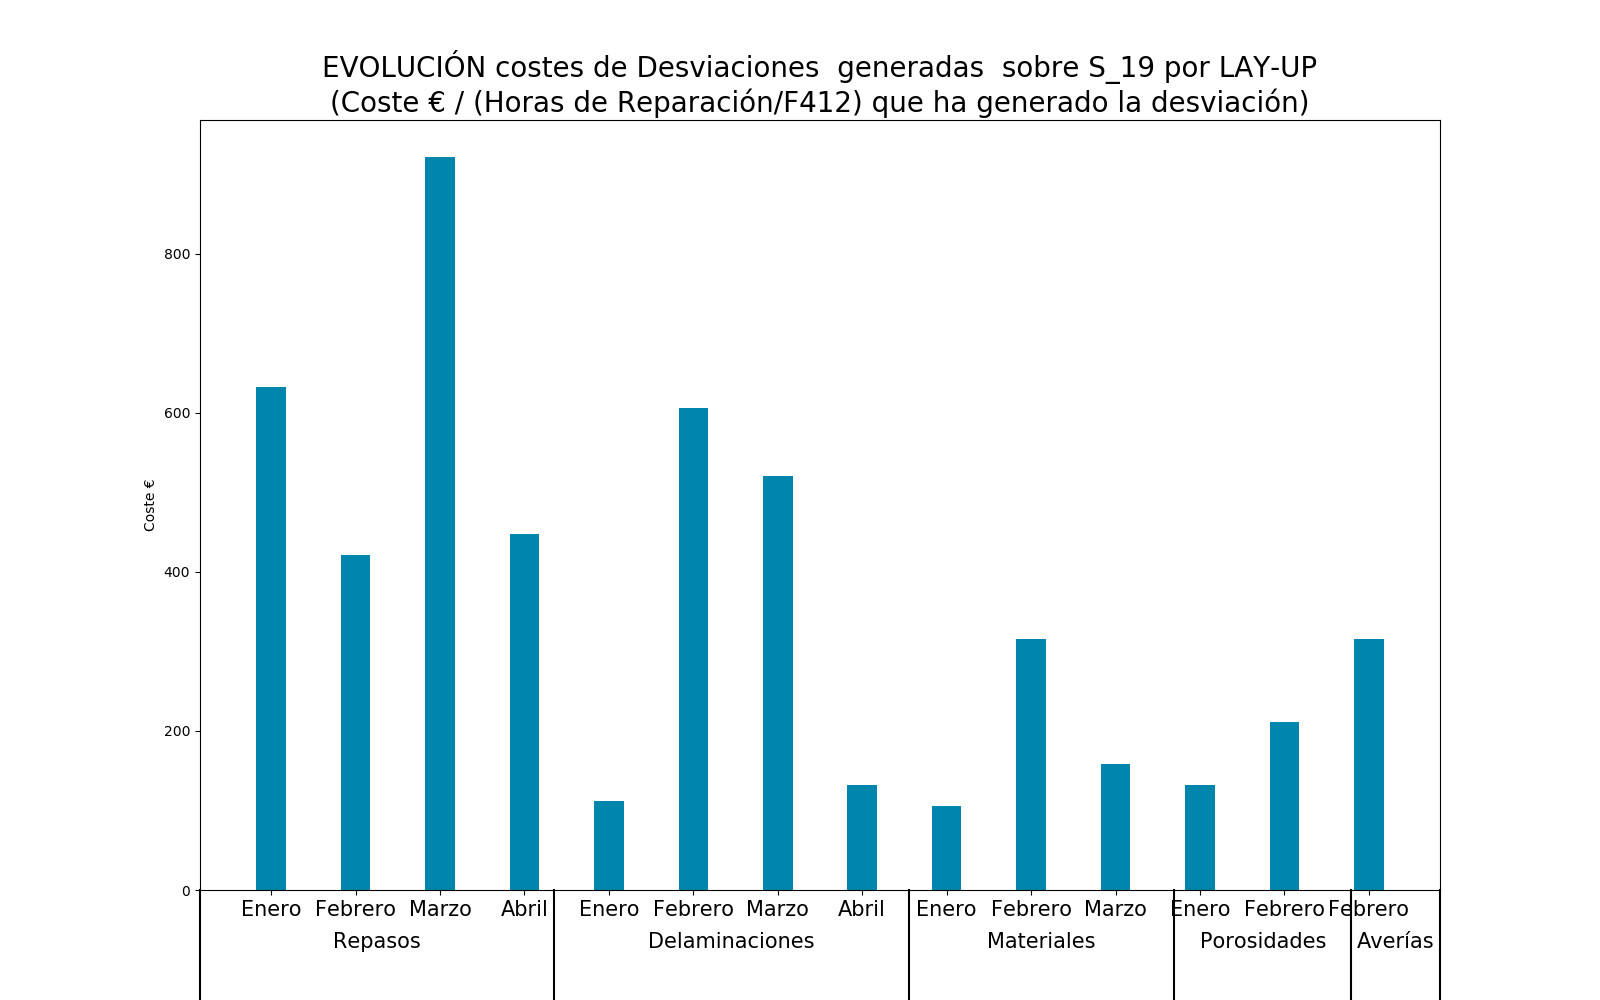 EVOLUCIÓN costes de Desviaciones  generadas  sobre S_19 por LAY-UP
(Coste € / (Horas de Reparación/F412) que ha generado la desviación)
800
600
400
200
0
Coste €
Enero Febrero Marzo Abril Enero Febrero Marzo Abril Enero Febrero Marzo Enero Febrero Febrero
Repasos Delaminaciones Materiales Porosidades Averías